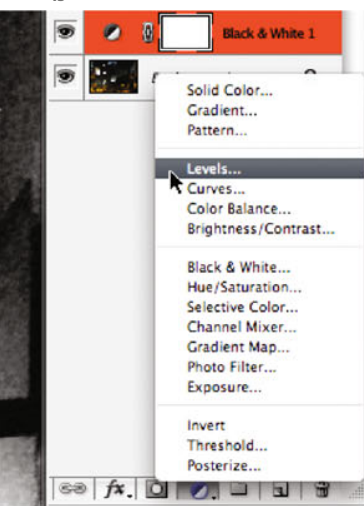 Black & White 1
Solid Color...
Gradient...
Pattern...
Levels...
Curves...
Color Balance...
Brightness/Contrast...
Black & White...
Hue/Saturation...
Selective Color...
Channel Mixer...
Gradient Map...
Photo Filter...
Exposure...
Invert
Threshold...
Posterize...
fx.